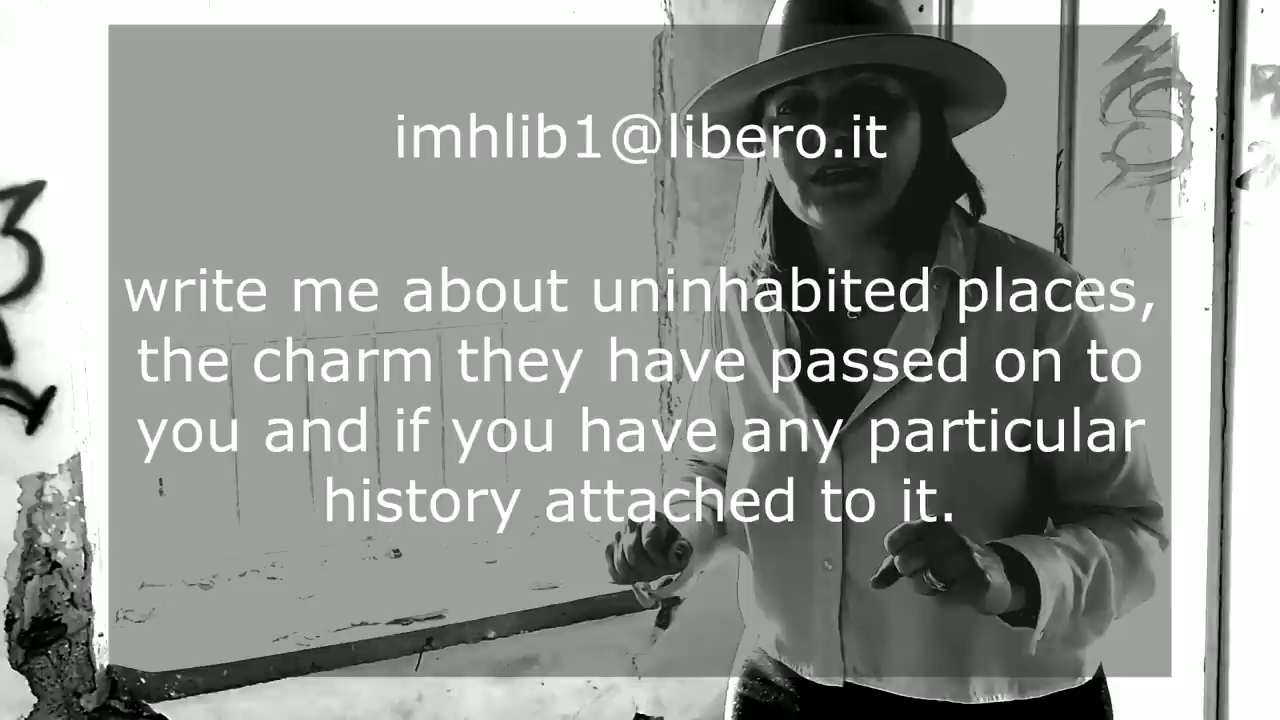 imhlib1@libero.it
write me about uninhabited places,
the charm they have passed on to
you and if you have any particular
history attached to it.